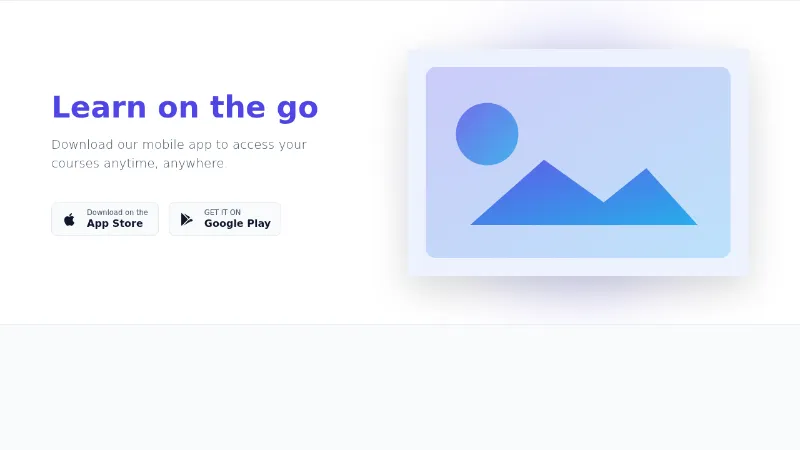 Learn on the go
Download our mobile app to access your
courses anytime, anywhere.
Download on the
App Store
GET IT ON
Google Play